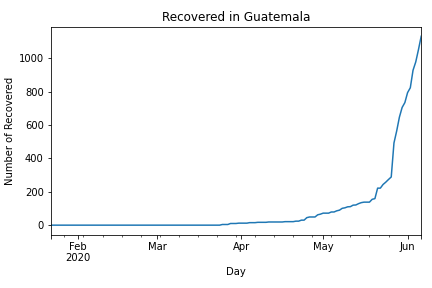 Recovered in Guatemala
Number of Recovered
1000
800
600
400
200
0
Feb
2020
Mar
Apr
May
Jun
Day